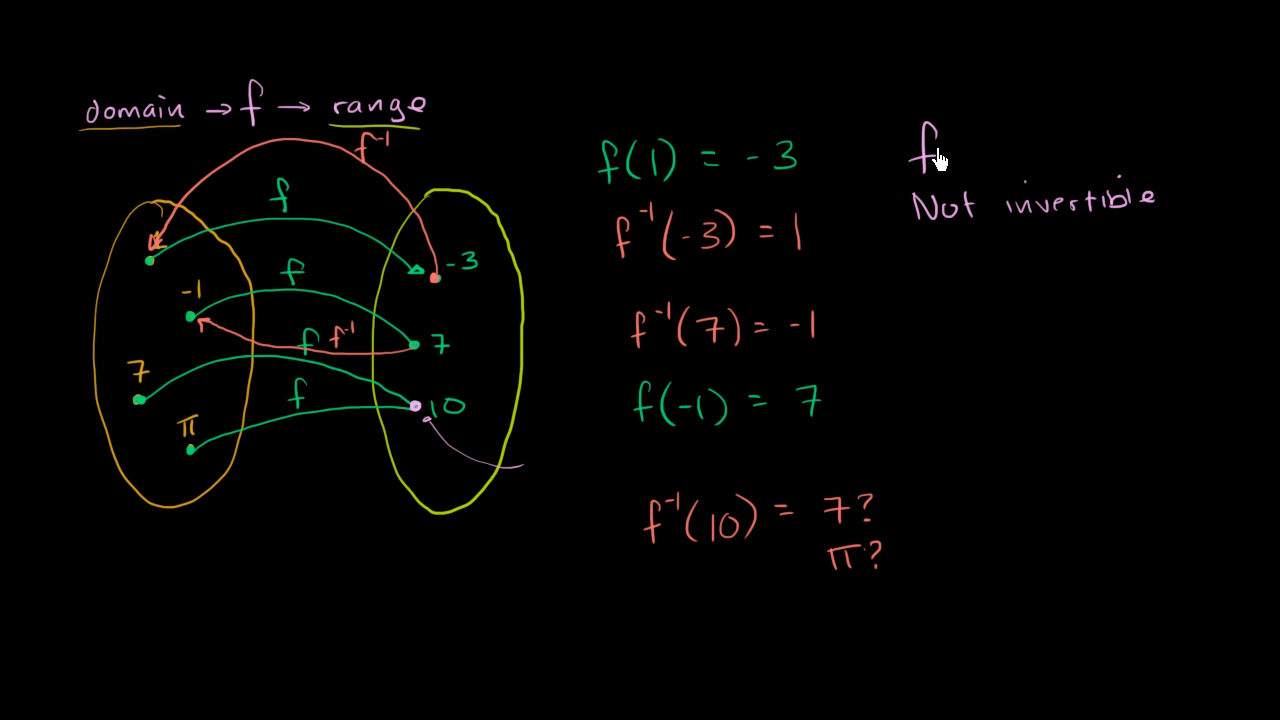 domain → f → range
f⁻¹
f
-3
-1
f
7
f f⁻¹
7
f
10
π
f(1) = -3
f⁻¹(-3) = 1
f⁻¹(7) = -1
f(-1) = 7
f⁻¹(10) = 7?
π?
f
Not invertible